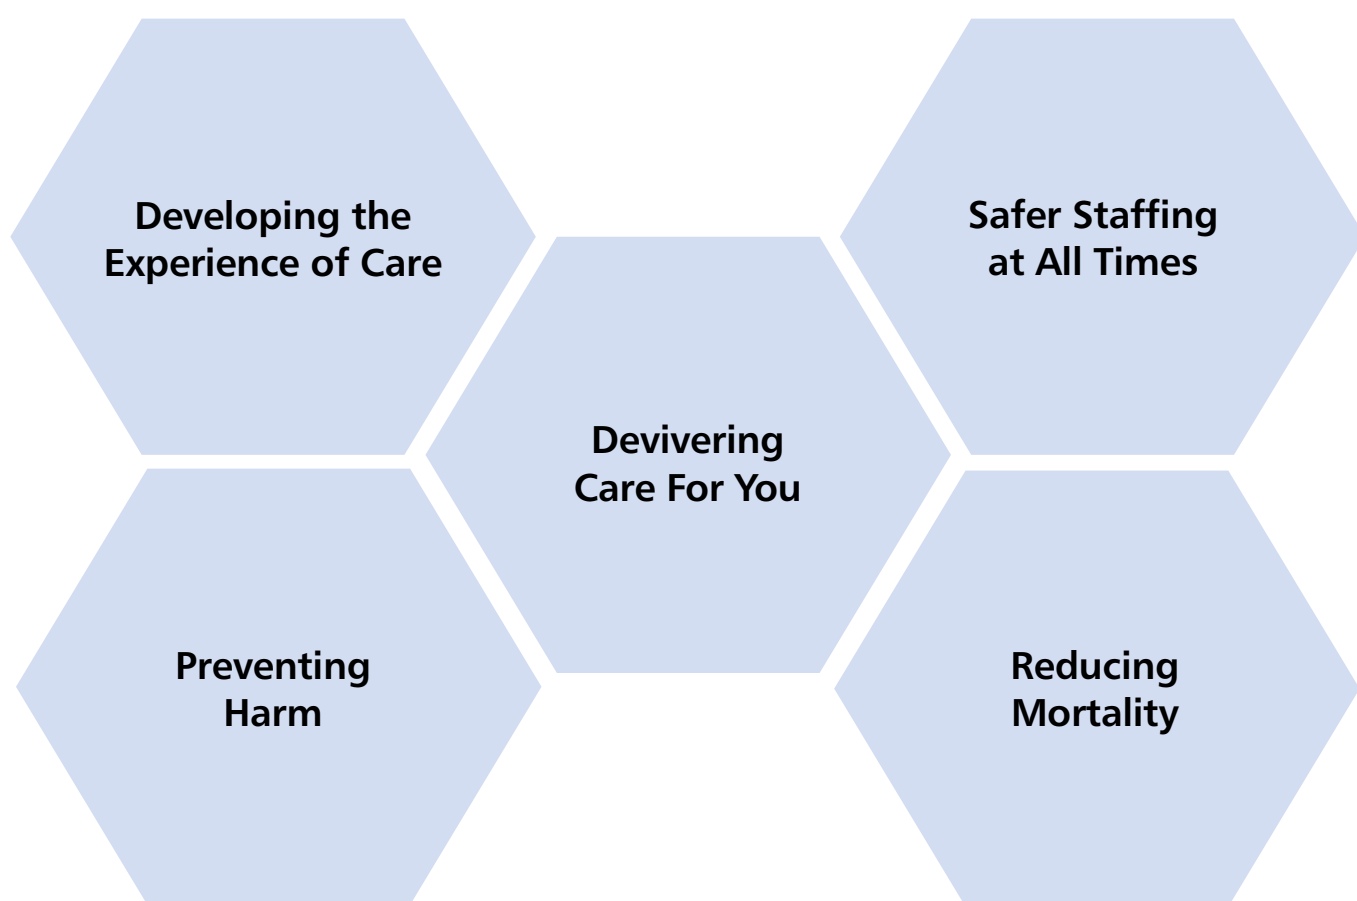 Developing the
Experience of Care
Safer Staffing
at All Times
Devivering
Care For You
Preventing
Harm
Reducing
Mortality